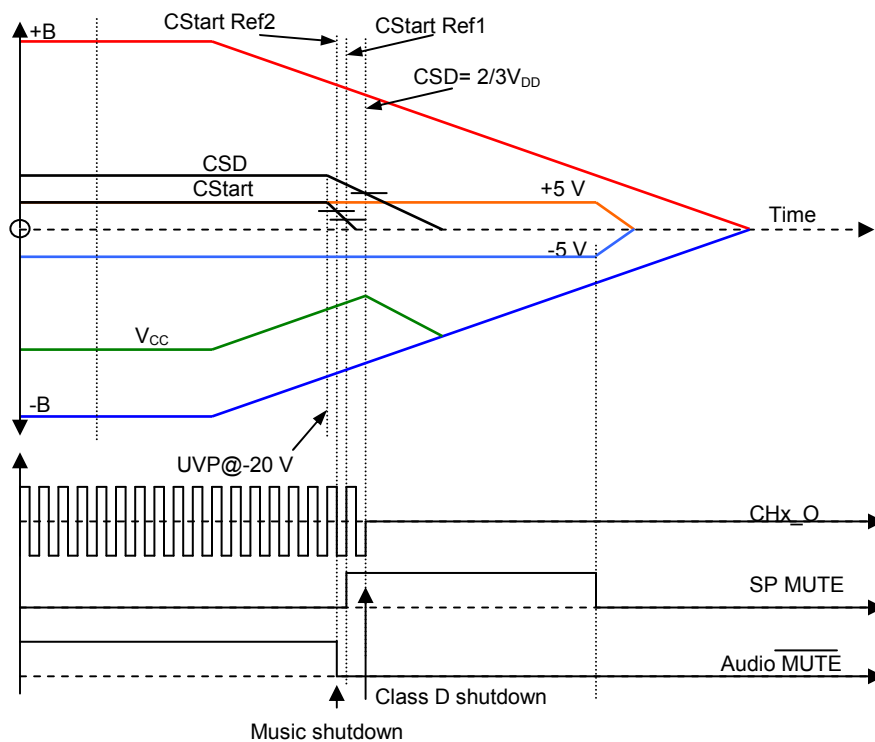 CStart Ref2
CStart Ref1
+B
CSD= 2/3VDD
CSD
CStart
+5 V
Time
-5 V
VCC
-B
UVP@-20 V
CHx_O
SP MUTE
Audio MUTE
Class D shutdown
Music shutdown